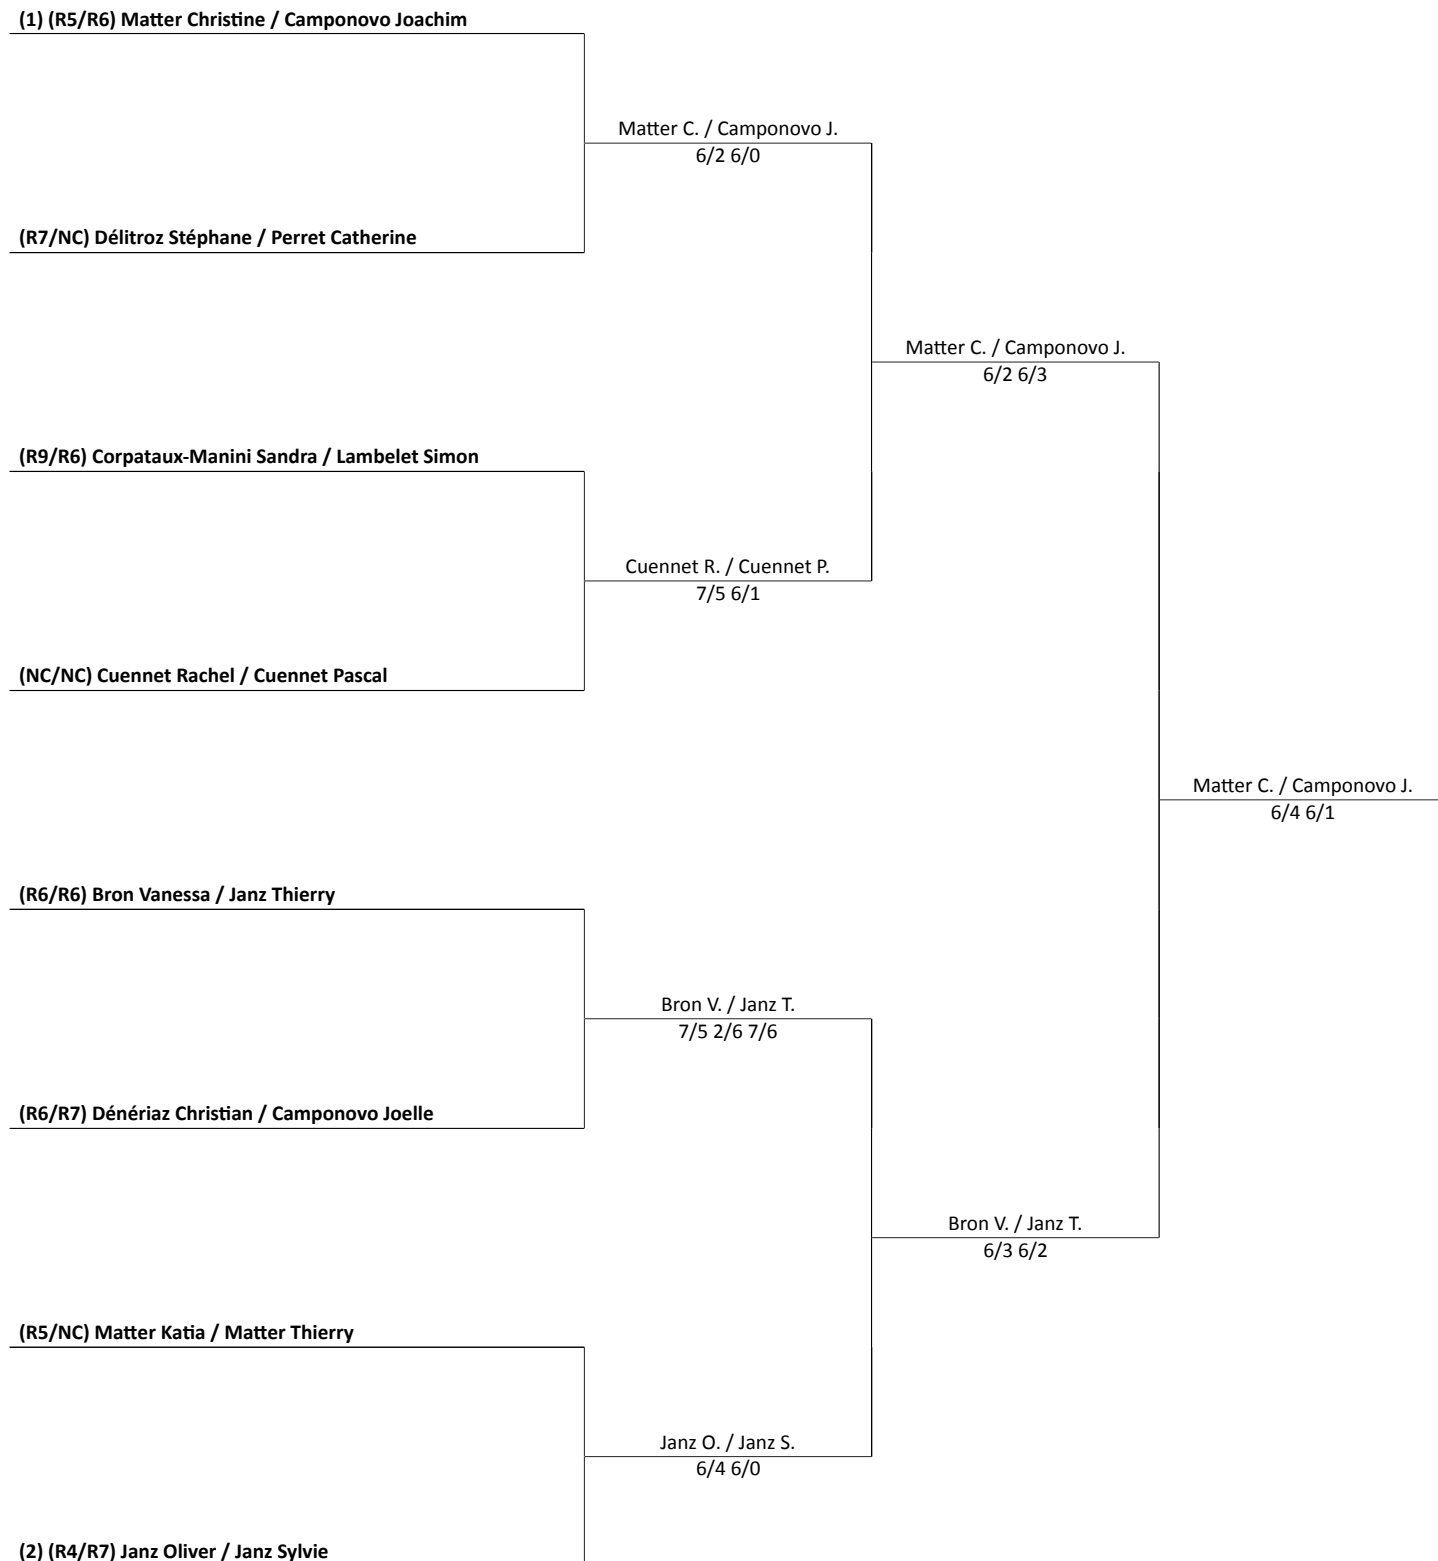 (1) (R5/R6) Matter Christine / Camponovo Joachim
Matter C. / Camponovo J.
6/2 6/0
(R7/NC) Délitroz Stéphane / Perret Catherine
Matter C. / Camponovo J.
6/2 6/3
(R9/R6) Corpataux-Manini Sandra / Lambelet Simon
Cuennet R. / Cuennet P.
7/5 6/1
(NC/NC) Cuennet Rachel / Cuennet Pascal
Matter C. / Camponovo J.
6/4 6/1
(R6/R6) Bron Vanessa / Janz Thierry
Bron V. / Janz T.
7/5 2/6 7/6
(R6/R7) Dénériaz Christian / Camponovo Joelle
Bron V. / Janz T.
6/3 6/2
(R5/NC) Matter Katia / Matter Thierry
Janz O. / Janz S.
6/4 6/0
(2) (R4/R7) Janz Oliver / Janz Sylvie